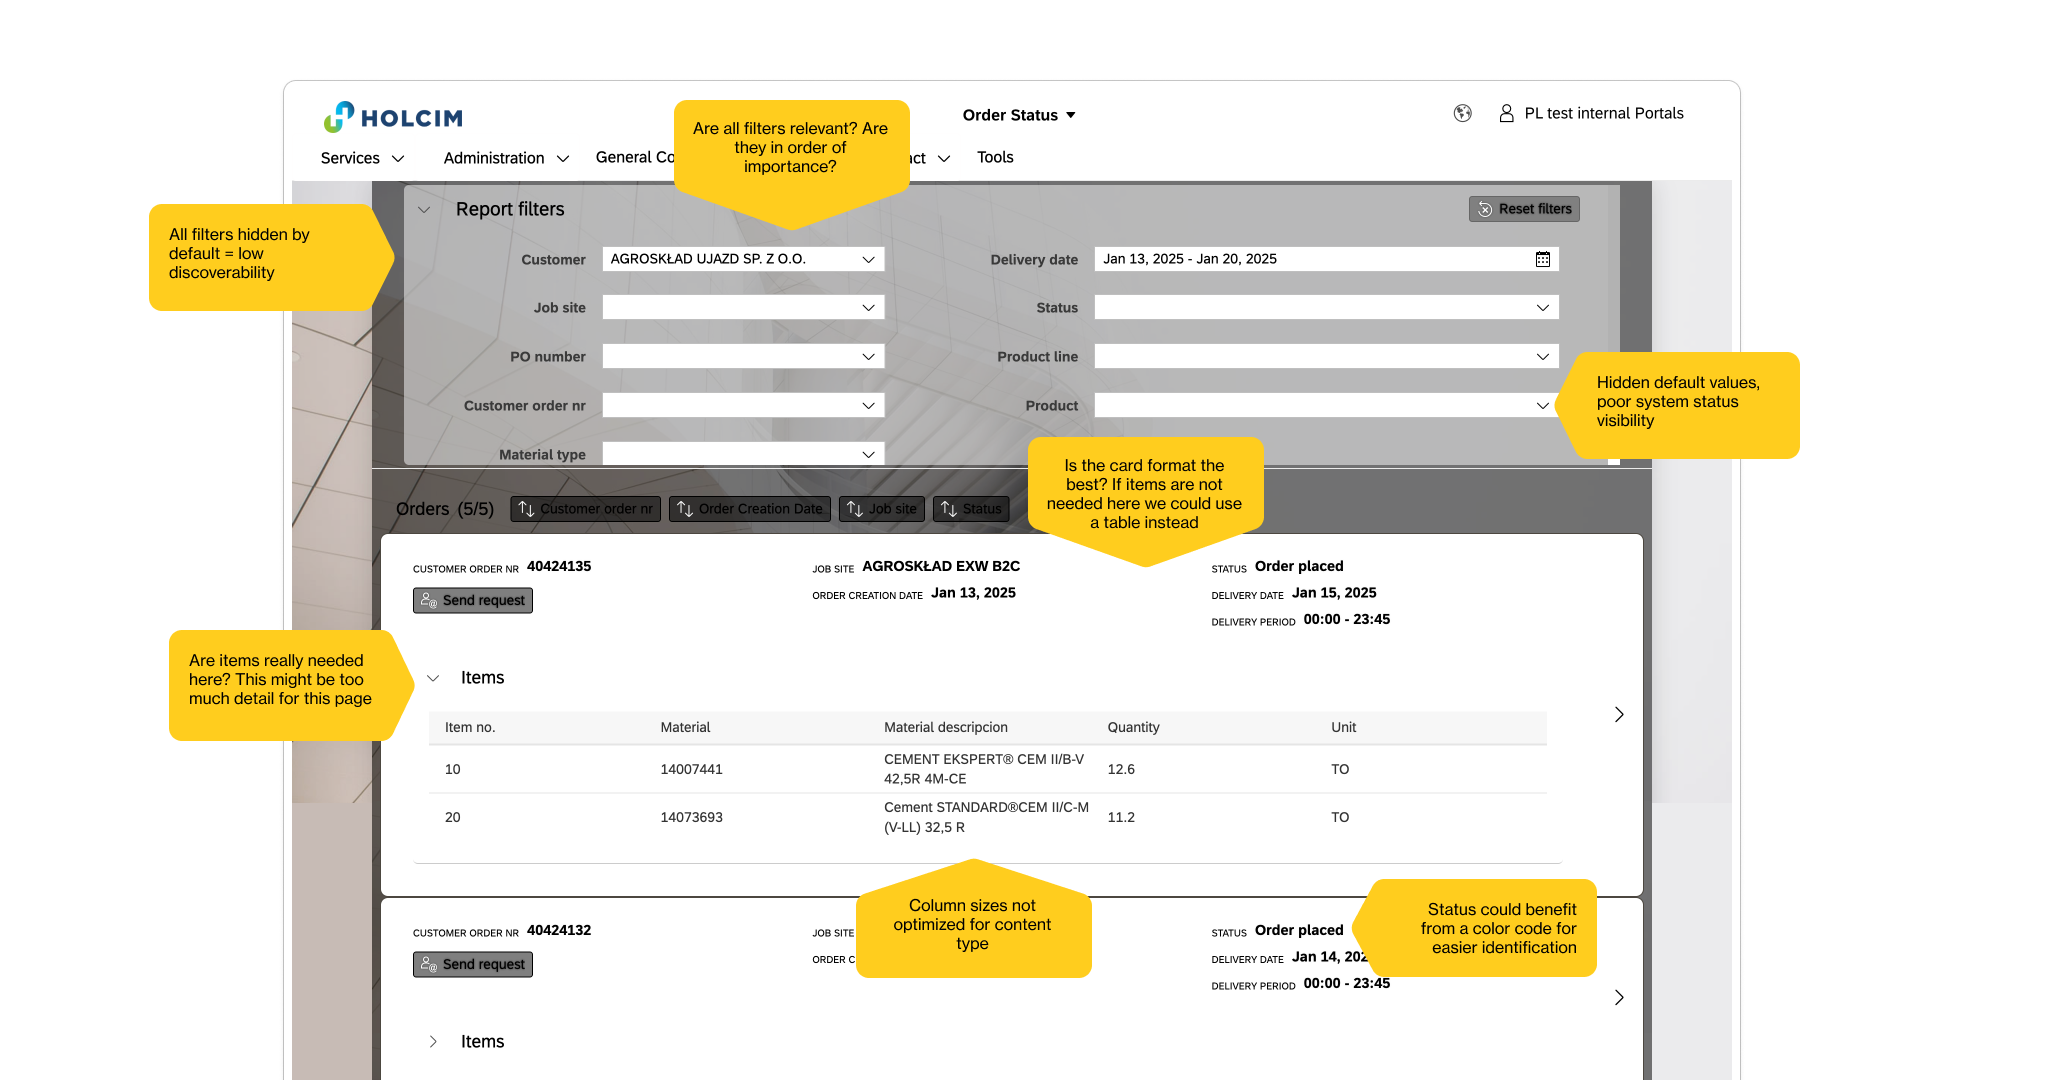 HOLCIM
Order Status
PL test internal Portals
Services
Administration
General Co
act
Tools
Are all filters relevant? Are
they in order of
importance?
Report filters
Reset filters
All filters hidden by
default = low
discoverability
Customer
AGROSKŁAD UJAZD SP. Z O.O.
Delivery date
Jan 13, 2025 - Jan 20, 2025
Job site
Status
PO number
Product line
Customer order nr
Product
Material type
Hidden default values,
poor system status
visibility
Is the card format the
best? If items are not
needed here we could use
a table instead
Orders (5/5)
Customer order nr
Order Creation Date
Job site
Status
CUSTOMER ORDER NR 40424135
JOB SITE AGROSKŁAD EXW B2C
STATUS Order placed
Send request
ORDER CREATION DATE Jan 13, 2025
DELIVERY DATE Jan 15, 2025
DELIVERY PERIOD 00:00 - 23:45
Are items really needed
here? This might be too
much detail for this page
Items
Item no.
Material
Material descripcion
Quantity
Unit
10
14007441
CEMENT EKSPERT® CEM II/B-V
42,5R 4M-CE
12.6
TO
20
14073693
Cement STANDARD®CEM II/C-M
(V-LL) 32,5 R
11.2
TO
Column sizes not
optimized for content
type
Status could benefit
from a color code for
easier identification
CUSTOMER ORDER NR 40424132
JOB SITE
STATUS Order placed
Send request
ORDER C
DELIVERY DATE Jan 14, 202
DELIVERY PERIOD 00:00 - 23:45
Items